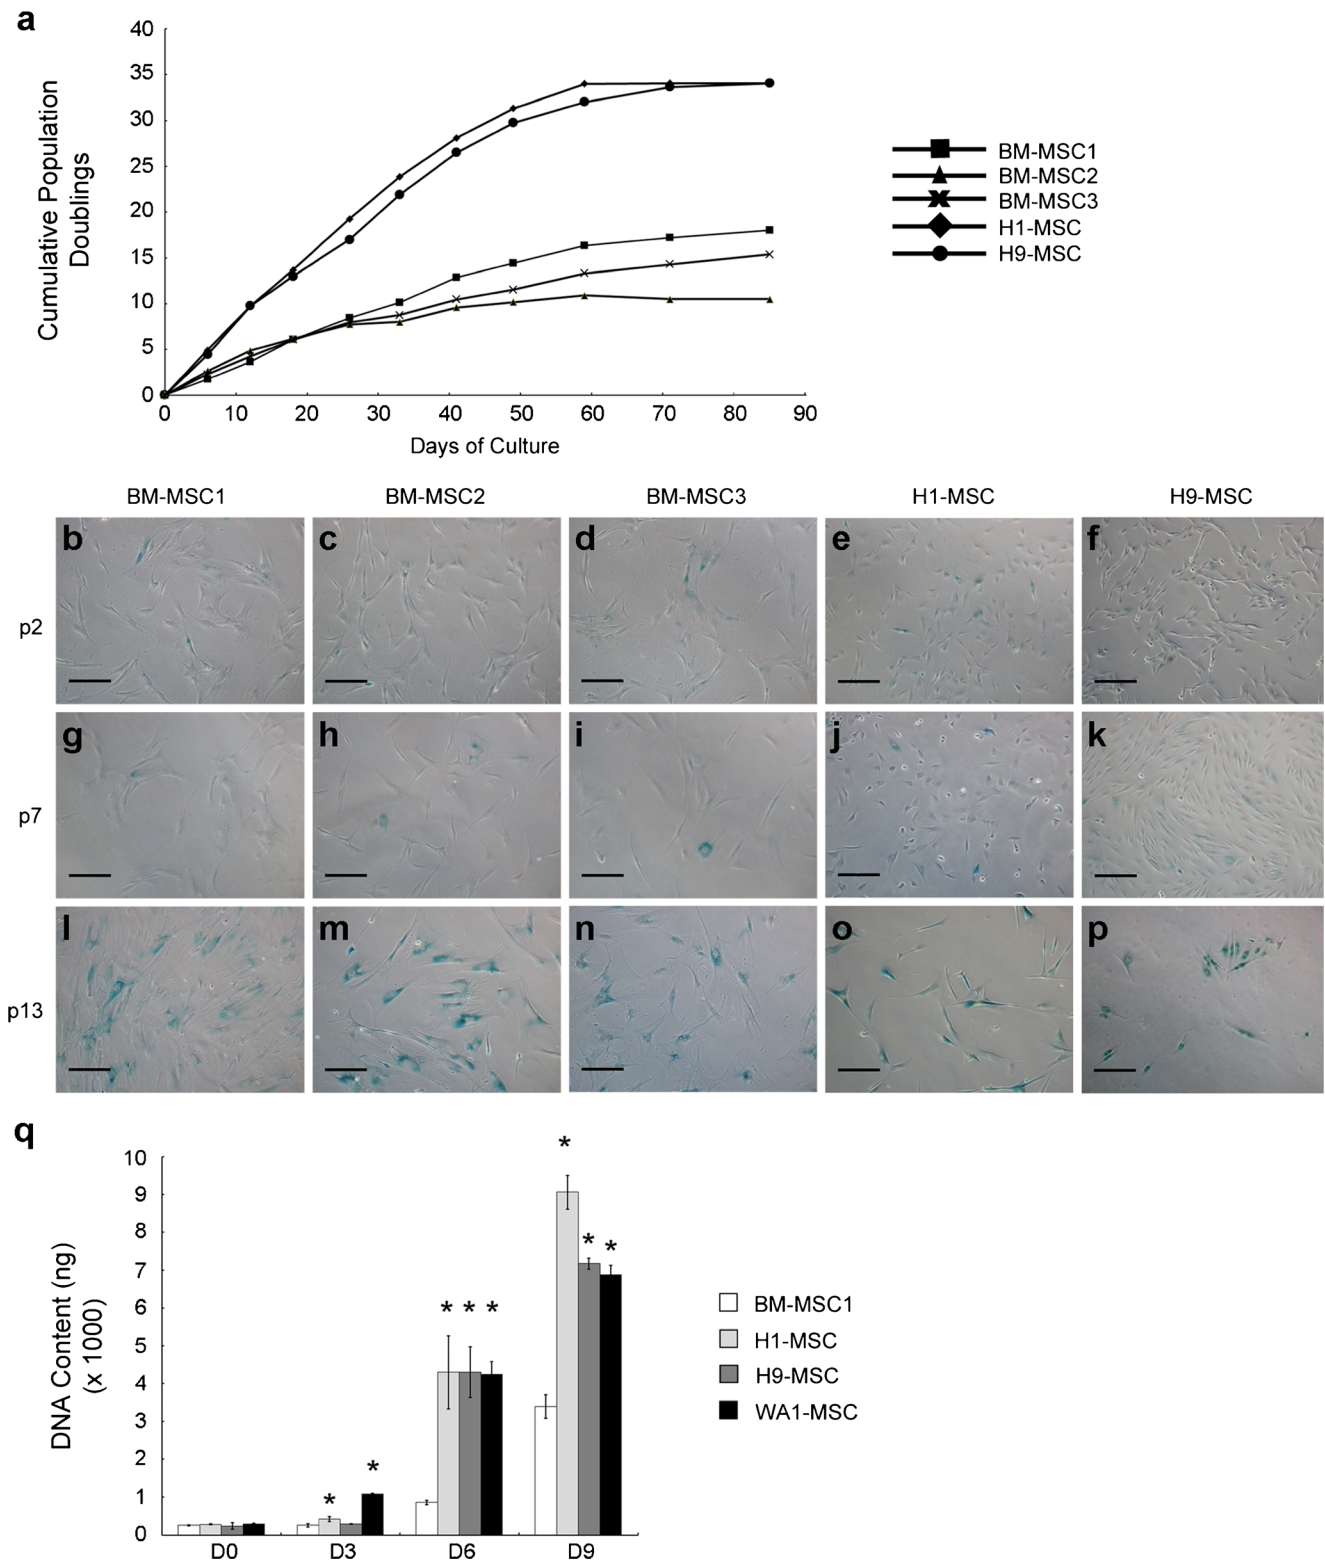 a
40
35
30
25
20
15
10
5
0
Cumulative Population
Doublings
0 10 20 30 40 50 60 70 80 90
Days of Culture
BM-MSC1
BM-MSC2
BM-MSC3
H1-MSC
H9-MSC
BM-MSC1 BM-MSC2 BM-MSC3 H1-MSC H9-MSC
p2
b c d e f
p7
g h i j k
p13
l m n o p
q
10
9
8
7
6
5
4
3
2
1
0
DNA Content (ng)
(x 1000)
*
* *
* * *
* *
D0 D3 D6 D9
BM-MSC1
H1-MSC
H9-MSC
WA1-MSC